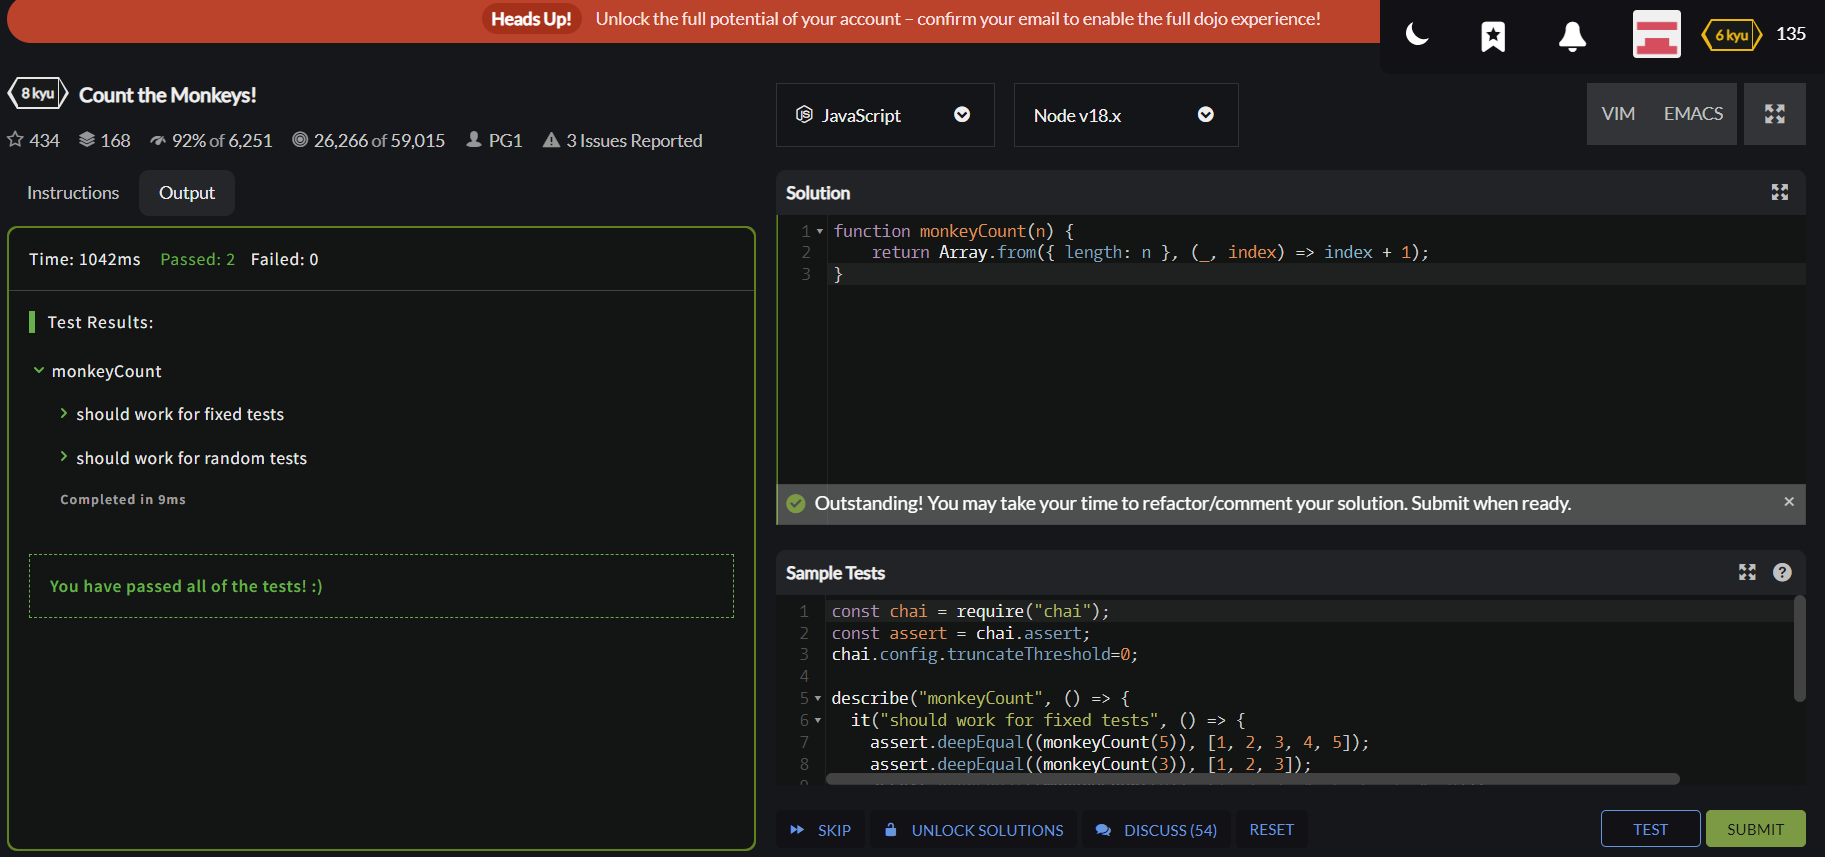 Heads Up! Unlock the full potential of your account – confirm your email to enable the full dojo experience!
6 kyu 135
8 kyu Count the Monkeys!
434 168 92% of 6,251 26,266 of 59,015 PG1 3 Issues Reported
Instructions Output
Time: 1042ms Passed: 2 Failed: 0
Test Results:
monkeyCount
should work for fixed tests
should work for random tests
Completed in 9ms
You have passed all of the tests! :)
JavaScript Node v18.x VIM EMACS
Solution
1 function monkeyCount(n) {
2 return Array.from({ length: n }, (_, index) => index + 1);
3 }
Outstanding! You may take your time to refactor/comment your solution. Submit when ready. ×
Sample Tests ?
1 const chai = require("chai");
2 const assert = chai.assert;
3 chai.config.truncateThreshold=0;
4
5 describe("monkeyCount", () => {
6 it("should work for fixed tests", () => {
7 assert.deepEqual((monkeyCount(5)), [1, 2, 3, 4, 5]);
8 assert.deepEqual((monkeyCount(3)), [1, 2, 3]);
SKIP UNLOCK SOLUTIONS DISCUSS (54) RESET TEST SUBMIT